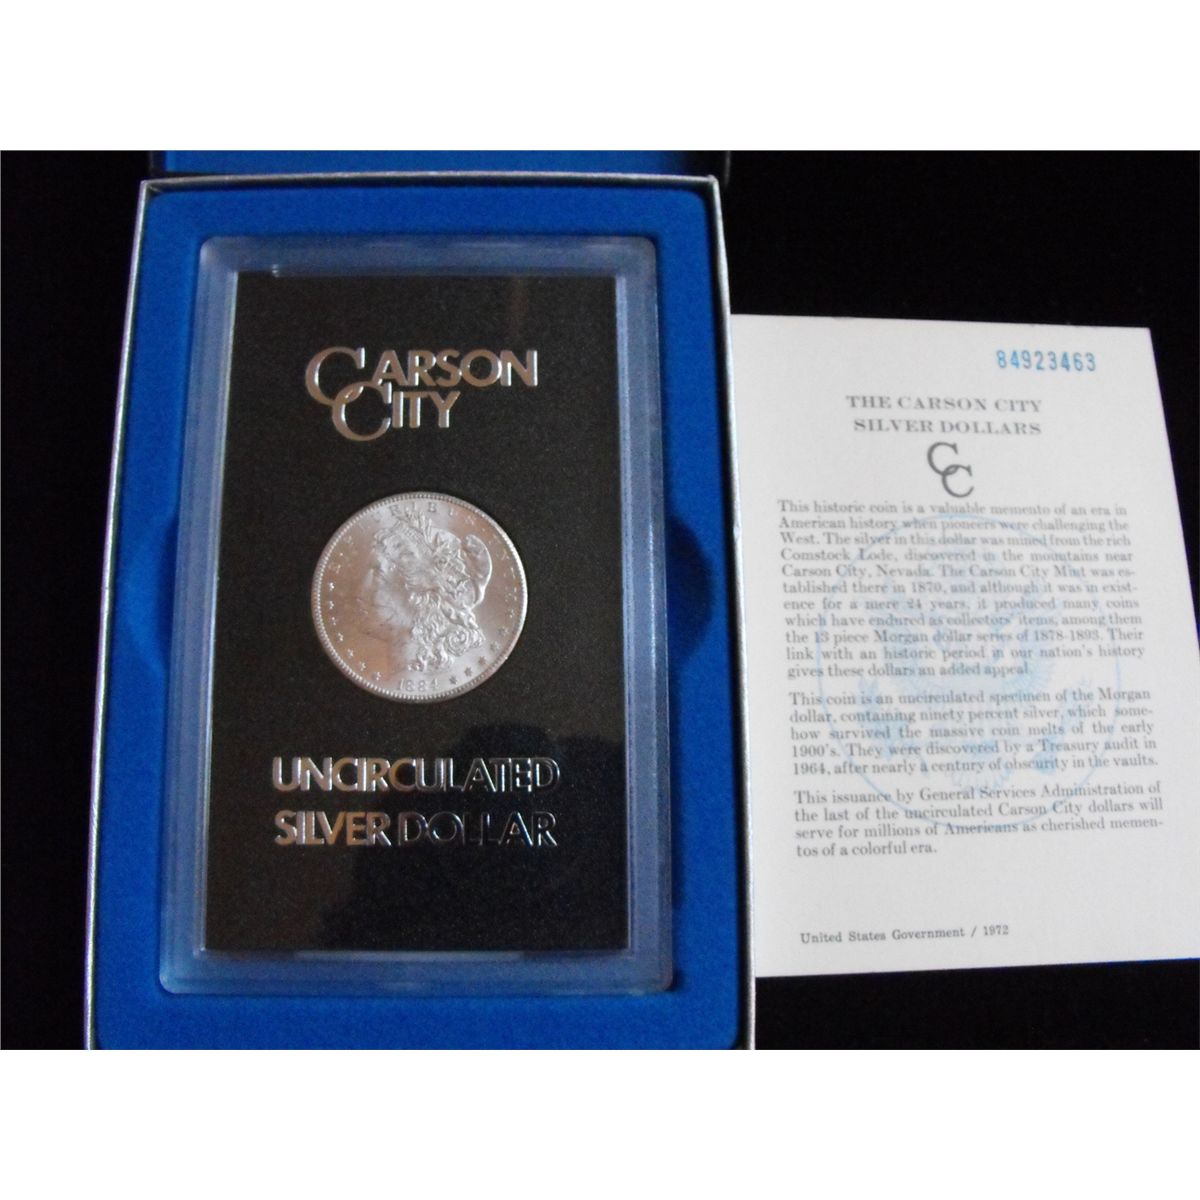 CARSON
CITY
1884
UNCIRCULATED
SILVER DOLLAR
84923463
THE CARSON CITY
SILVER DOLLARS
CC
This historic coin is a valuable memento of an era in
American history when pioneers were challenging the
West. The silver in this dollar was mined from the rich
Comstock Lode, discovered in the mountains near
Carson City, Nevada. The Carson City Mint was es-
tablished there in 1870, and although it was in exist-
ence for a mere 24 years, it produced many coins
which have endured as collectors' items, among them
the 13 piece Morgan dollar series of 1878-1893. Their
link with an historic period in our nation's history
gives these dollars an added appeal.
This coin is an uncirculated specimen of the Morgan
dollar, containing ninety percent silver, which some-
how survived the massive coin melts of the early
1900's. They were discovered by a Treasury audit in
1964, after nearly a century of obscurity in the vaults.
This issuance by General Services Administration of
the last of the uncirculated Carson City dollars will
serve for millions of Americans as cherished memen-
tos of a colorful era.
United States Government / 1972